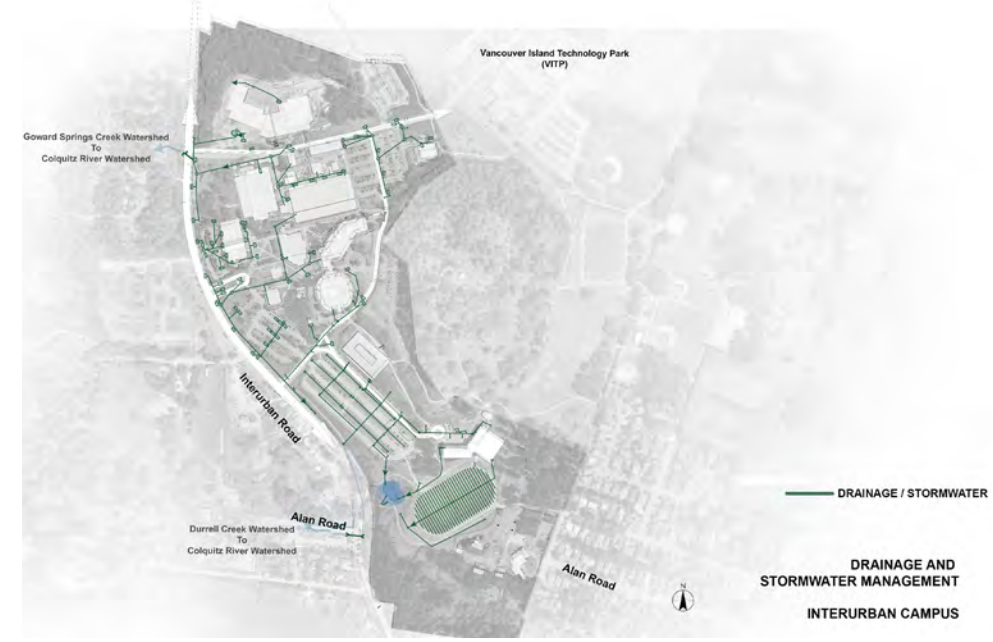 Vancouver Island Technology Park
(VITP)
Goward Springs Creek Watershed
To
Colquitz River Watershed
Interurban Road
Alan Road
Durrell Creek Watershed
To
Colquitz River Watershed
Alan Road
N
DRAINAGE / STORMWATER
DRAINAGE AND
STORMWATER MANAGEMENT
INTERURBAN CAMPUS